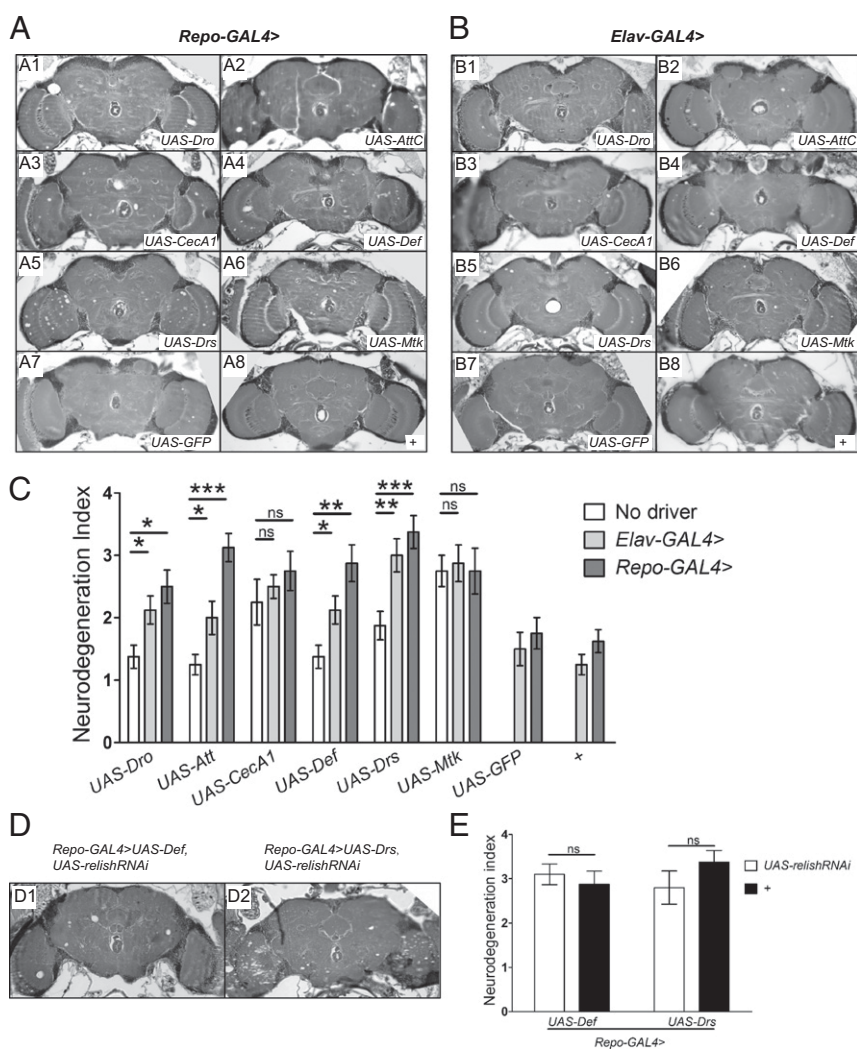 A
Repo-GAL4>
A1
UAS-Dro
A2
UAS-AttC
A3
UAS-CecA1
A4
UAS-Def
A5
UAS-Drs
A6
UAS-Mtk
A7
UAS-GFP
A8
+
B
Elav-GAL4>
B1
UAS-Dro
B2
UAS-AttC
B3
UAS-CecA1
B4
UAS-Def
B5
UAS-Drs
B6
UAS-Mtk
B7
UAS-GFP
B8
+
C
Neurodegeneration Index
4
3
2
1
0
*
*
***
*
ns
ns
**
*
***
**
ns
ns
No driver
Elav-GAL4>
Repo-GAL4>
UAS-Dro
UAS-Att
UAS-CecA1
UAS-Def
UAS-Drs
UAS-Mtk
UAS-GFP
+
D
Repo-GAL4>UAS-Def,
UAS-relishRNAi
Repo-GAL4>UAS-Drs,
UAS-relishRNAi
D1
D2
E
Neurodegeneration index
4
3
2
1
0
ns
ns
UAS-relishRNAi
+
UAS-Def
UAS-Drs
Repo-GAL4>